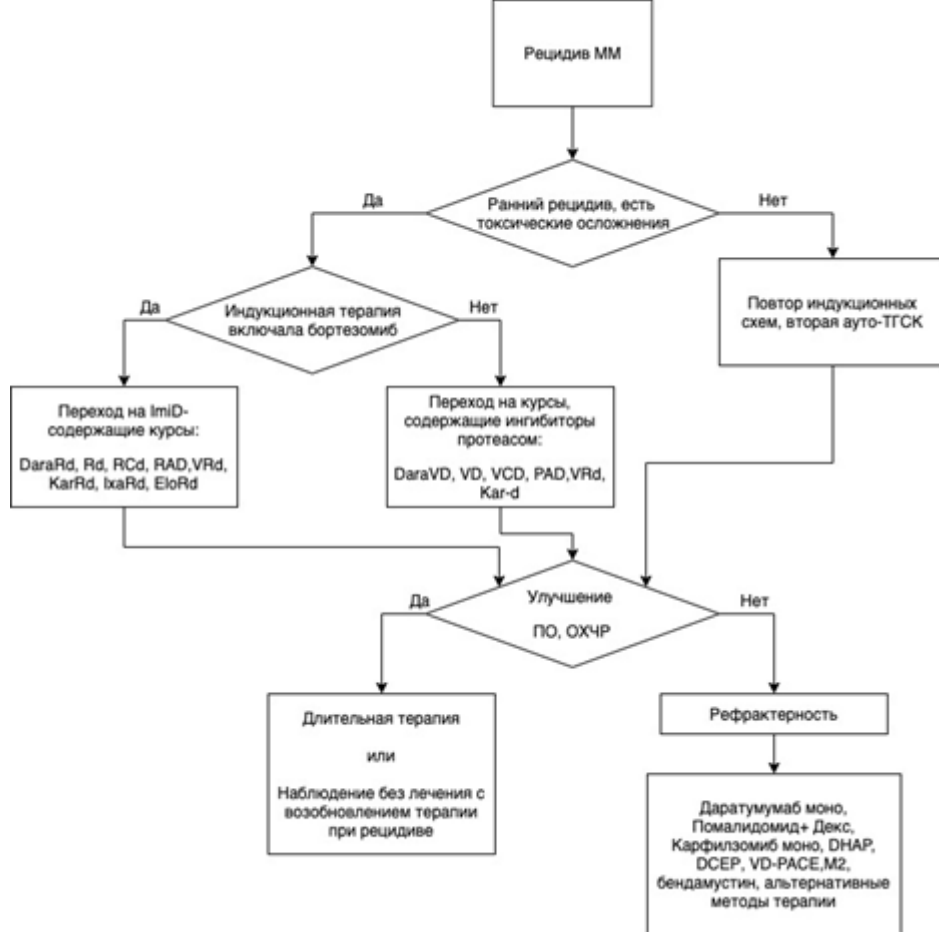 Рецидив ММ
Да
Ранний рецидив, есть
токсические осложнения
Нет
Да
Индукционная терапия
включала бортезомиб
Нет
Повтор индукционных
схем, вторая ауто-ТГСК
Переход на ImiD-
содержащие курсы:
DaraRd, Rd, RCd, RAD,VRd,
KarRd, IxaRd, EloRd
Переход на курсы,
содержащие ингибиторы
протеасом:
DaraVD, VD, VCD, PAD,VRd,
Kar-d
Да
Улучшение
ПО, ОХЧР
Нет
Длительная терапия
или
Наблюдение без лечения с
возобновлением терапии
при рецидиве
Рефрактерность
Даратумумаб моно,
Помалидомид+ Декс,
Карфилзомиб моно, DHAP,
DCEP, VD-PACE,M2,
бендамустин, альтернативные
методы терапии